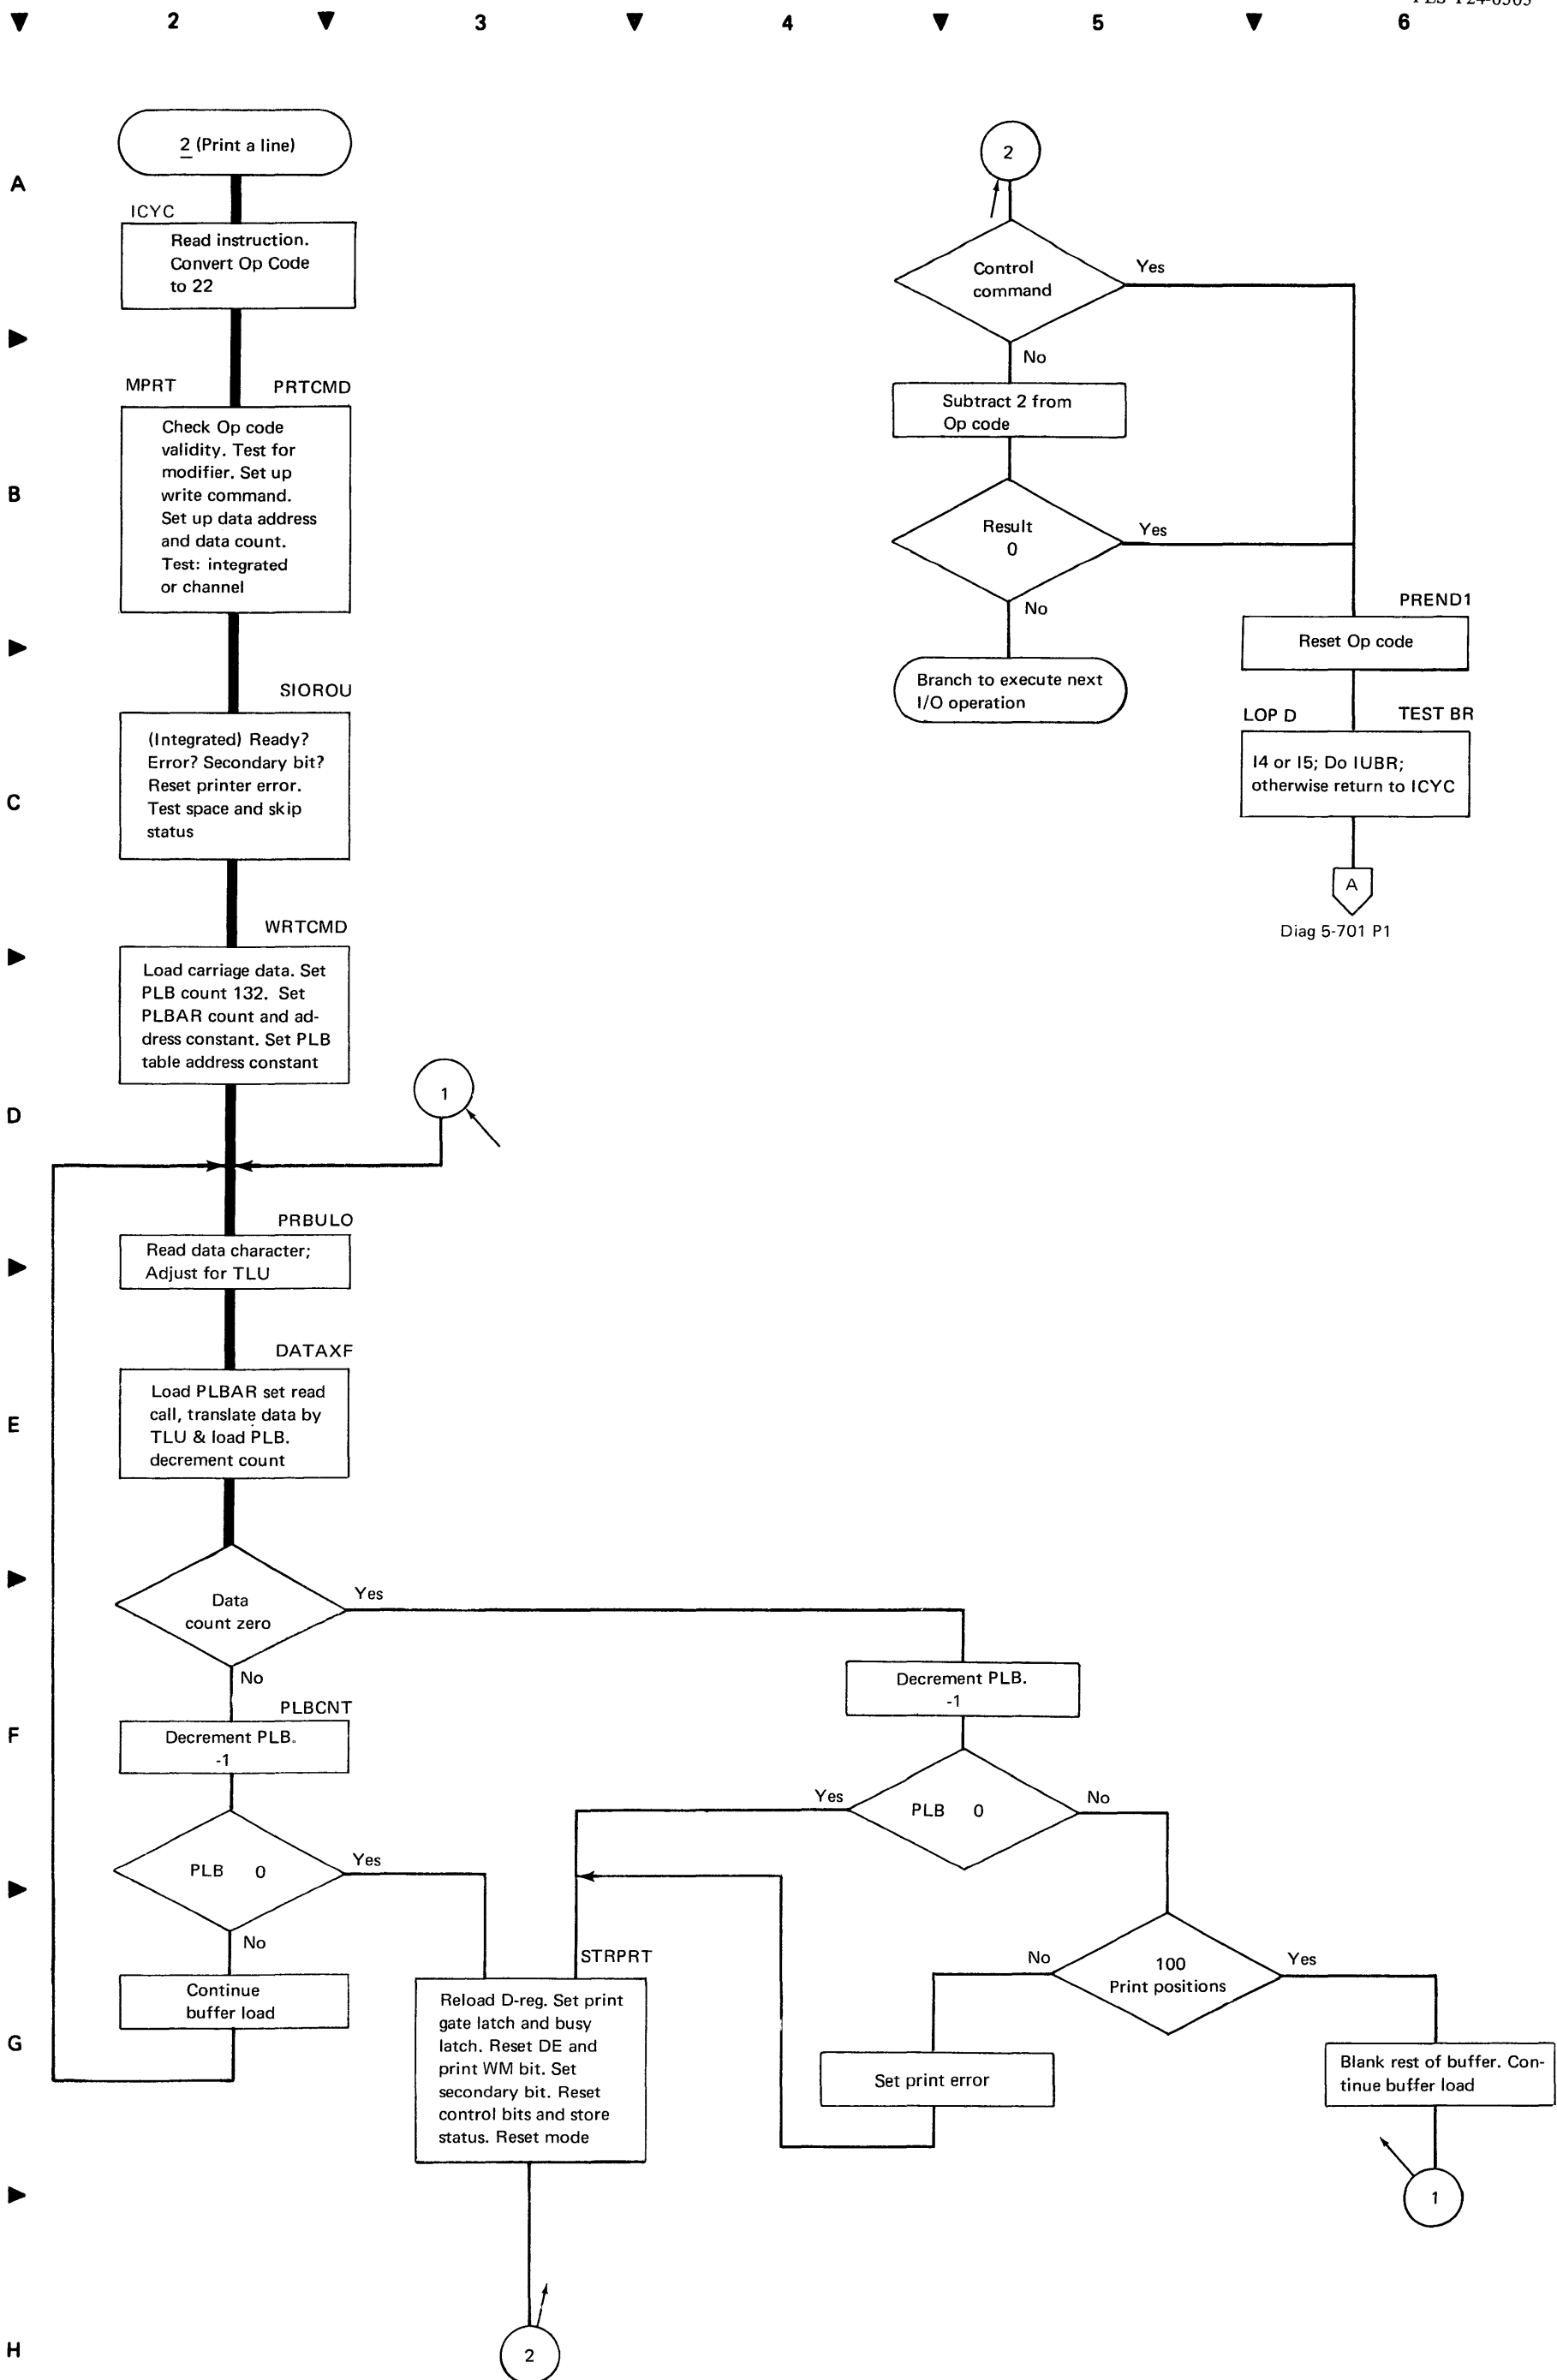 2 3 4 5 6
A
B
C
D
E
F
G
H
2 (Print a line)
ICYC
Read instruction.
Convert Op Code
to 22
MPRT PRTCMD
Check Op code
validity. Test for
modifier. Set up
write command.
Set up data address
and data count.
Test: integrated
or channel
SIOROU
(Integrated) Ready?
Error? Secondary bit?
Reset printer error.
Test space and skip
status
WRTCMD
Load carriage data. Set
PLB count 132. Set
PLBAR count and ad-
dress constant. Set PLB
table address constant
1
PRBULO
Read data character;
Adjust for TLU
DATAXF
Load PLBAR set read
call, translate data by
TLU & load PLB.
decrement count
Data
count zero
Yes
No
PLBCNT
Decrement PLB.
-1
PLB 0
Yes
No
Continue
buffer load
Decrement PLB.
-1
PLB 0
Yes
No
100
Print positions
No
Yes
Set print error
Blank rest of buffer. Con-
tinue buffer load
1
STRPRT
Reload D-reg. Set print
gate latch and busy
latch. Reset DE and
print WM bit. Set
secondary bit. Reset
control bits and store
status. Reset mode
2
2
Control
command
Yes
No
Subtract 2 from
Op code
Result
0
Yes
No
Branch to execute next
I/O operation
PREND1
Reset Op code
LOP D TEST BR
I4 or I5; Do IUBR;
otherwise return to ICYC
A
Diag 5-701 P1